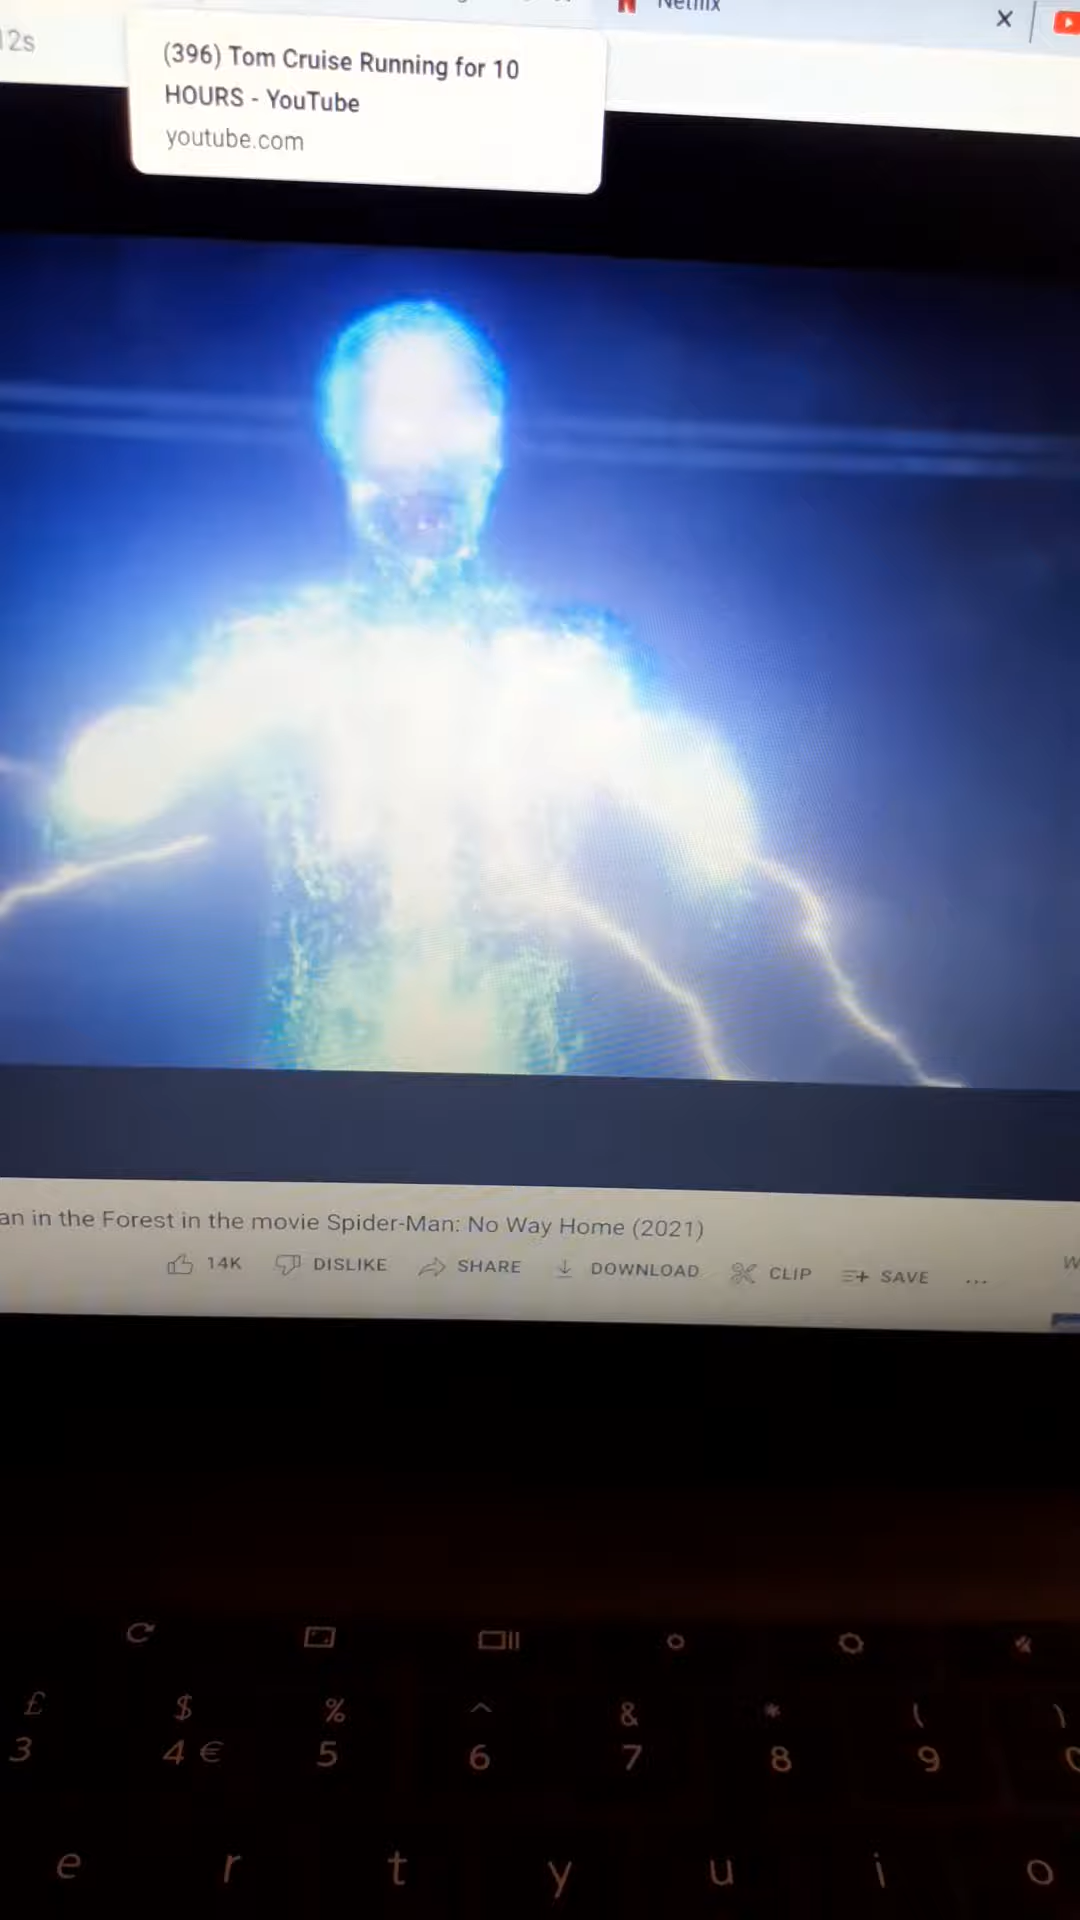 Netflix
12s
(396) Tom Cruise Running for 10
HOURS - YouTube
youtube.com
an in the Forest in the movie Spider-Man: No Way Home (2021)
14K DISLIKE SHARE DOWNLOAD CLIP SAVE ...
£ $ % ^ & * ( )
3 4 € 5 6 7 8 9
e r t y u i o